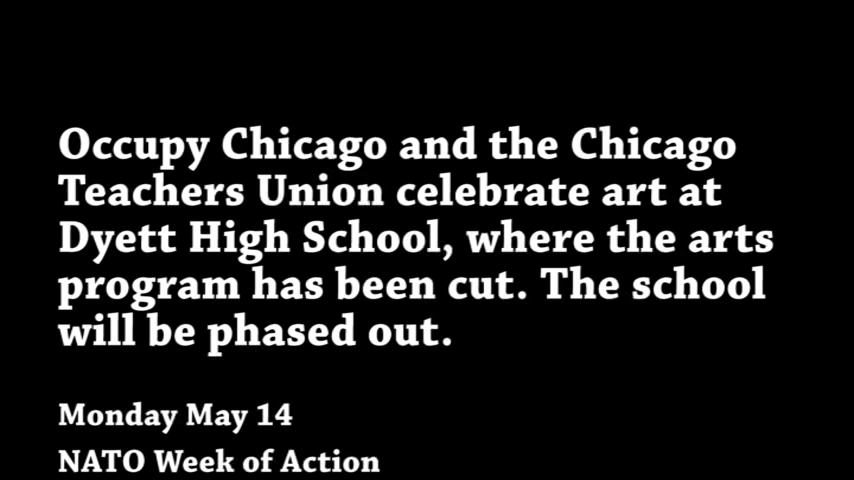 Occupy Chicago and the Chicago
Teachers Union celebrate art at
Dyett High School, where the arts
program has been cut. The school
will be phased out.
Monday May 14
NATO Week of Action